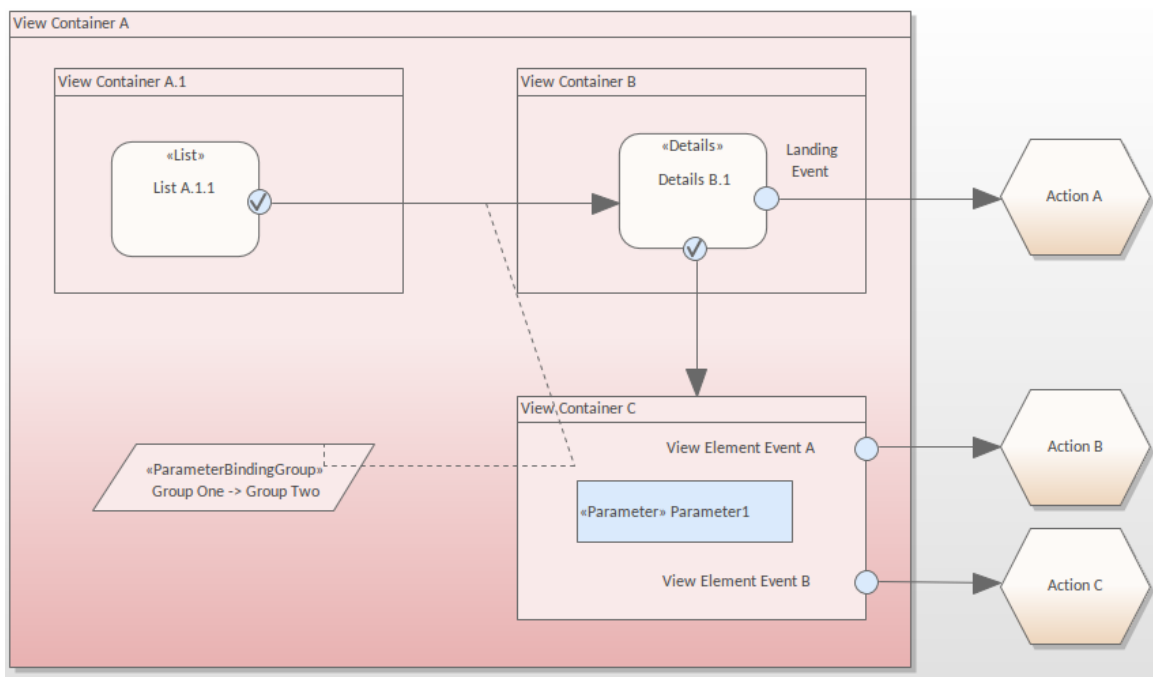 View Container A
View Container A.1
View Container B
«List»
List A.1.1
«Details»
Details B.1
Landing
Event
Action A
View Container C
View Element Event A
Action B
«ParameterBindingGroup»
Group One -> Group Two
«Parameter» Parameter1
View Element Event B
Action C